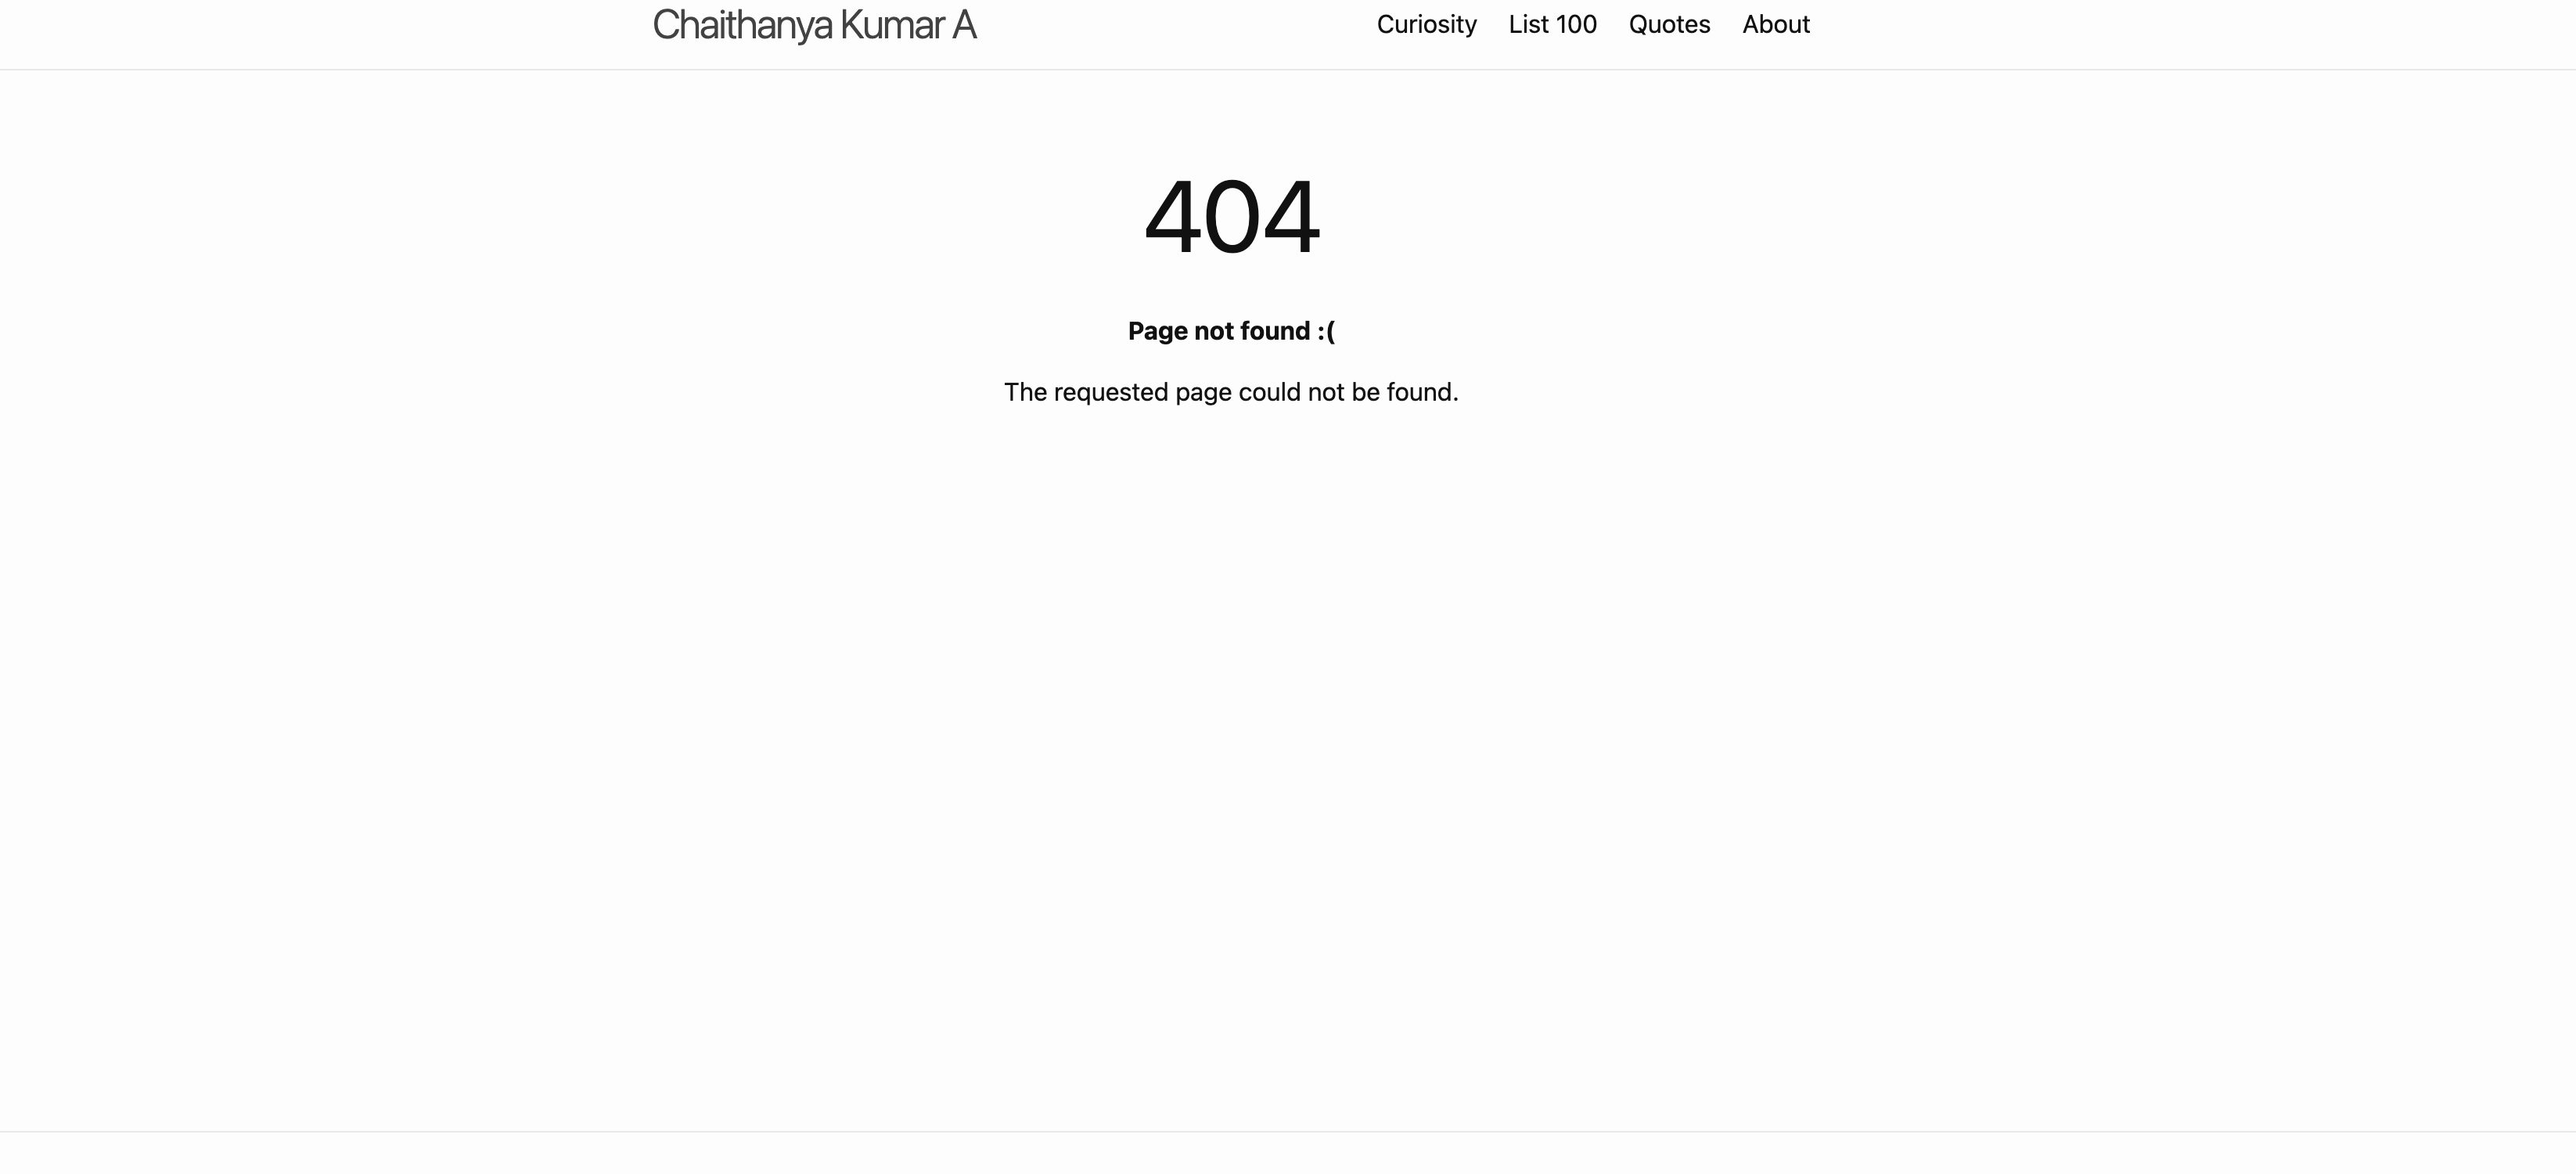 Chaithanya Kumar A
Curiosity List 100 Quotes About
404
Page not found :(
The requested page could not be found.